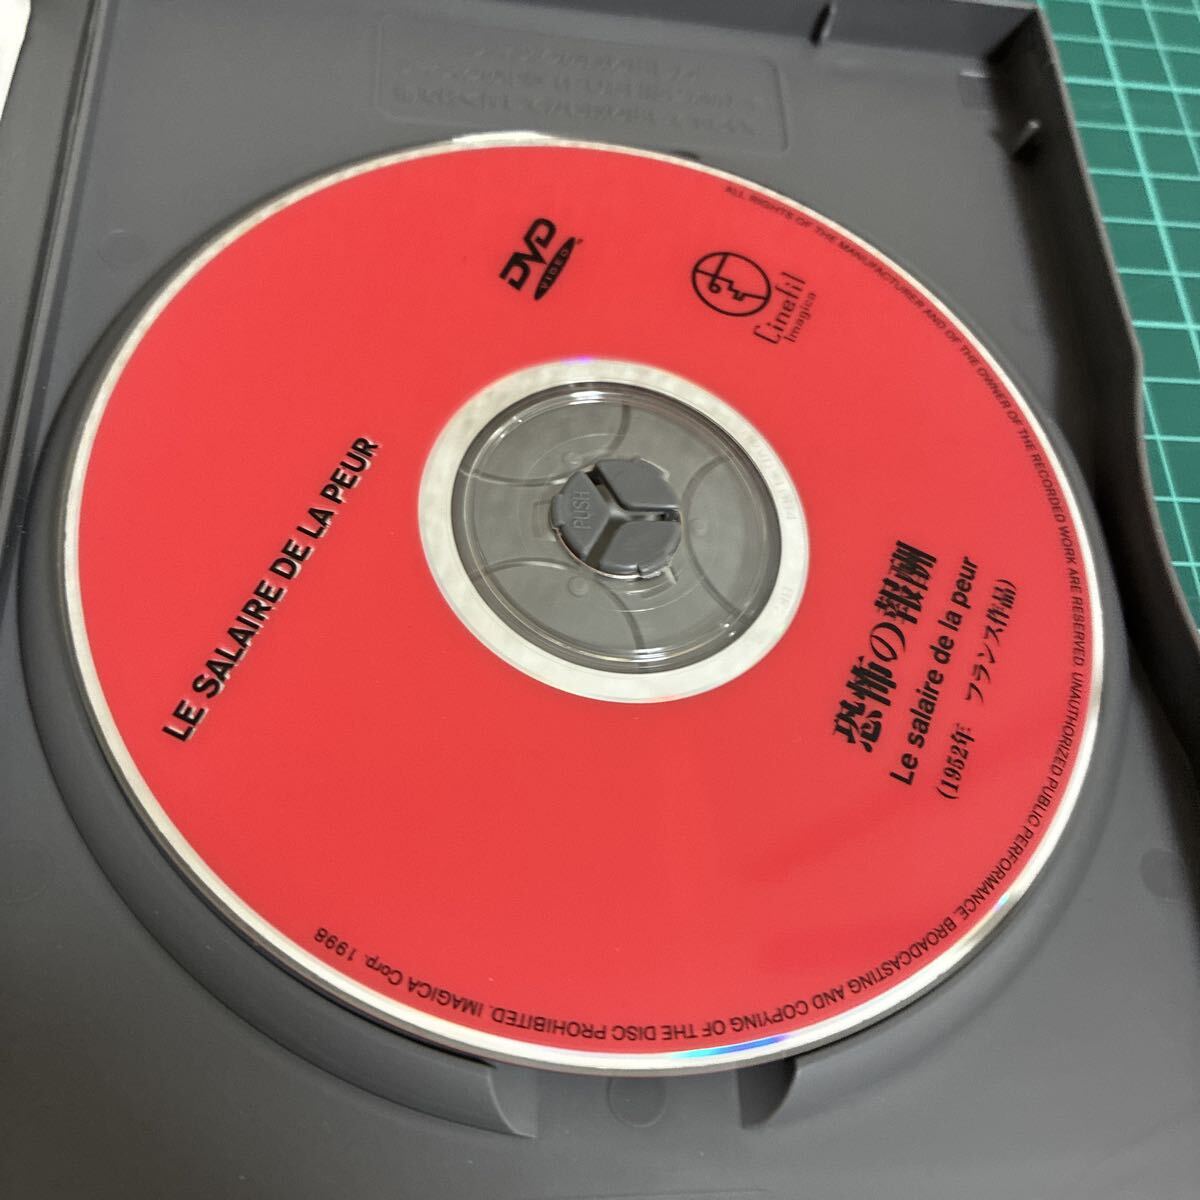 DVD
VIDEO
Cinefil
Imagica
LE SALAIRE DE LA PEUR
PUSH
恐怖の報酬
Le salaire de la peur
(1952年 フランス作品)
ALL RIGHTS OF THE MANUFACTURER AND OF THE OWNER OF THE RECORDED WORK ARE RESERVED. UNAUTHORIZED PUBLIC PERFORMANCE, BROADCASTING AND COPYING OF THE DISC PROHIBITED. IMAGICA Corp. 1998